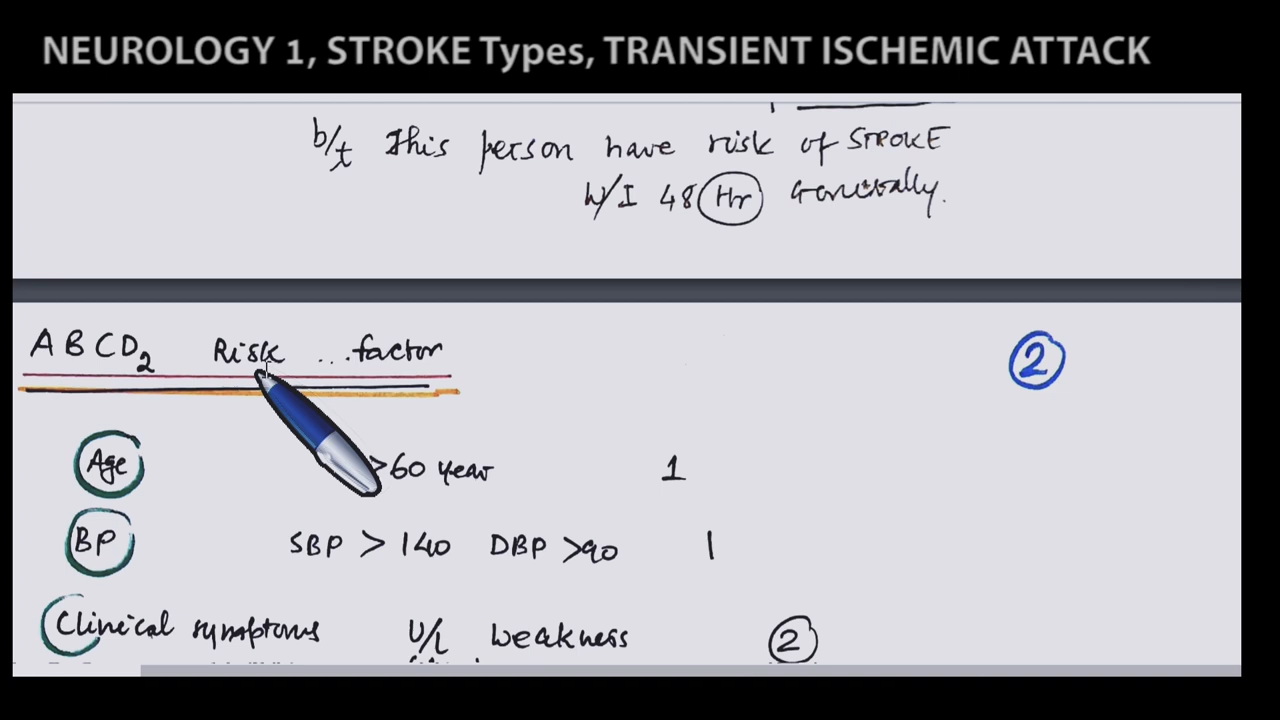 NEUROLOGY 1, STROKE Types, TRANSIENT ISCHEMIC ATTACK
b/t This person have risk of STROKE
W/I 48 Hr Generally.
ABCD2 Risk ... factor
2
Age >60 year 1
BP SBP > 140 DBP >90 1
Clinical symptoms U/L weakness 2